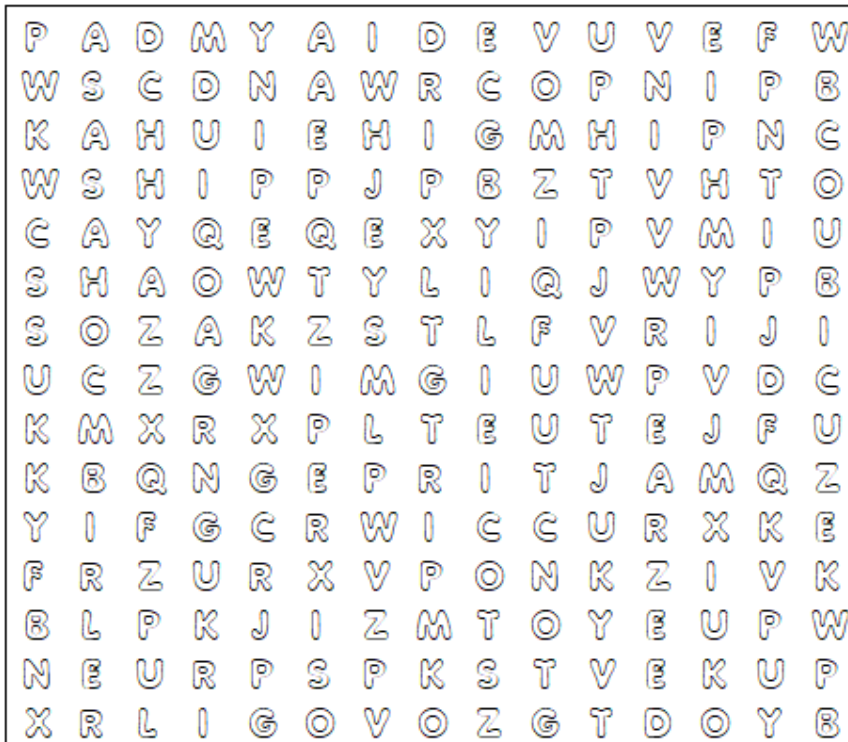 P A D M Y A I D E V U V E F W
W S C D N A W R C O P N I P B
K A H U I E H I G M H I P N C
W S H I P P J P B Z T V H T O
C A Y Q E Q E X Y I P V M I U
S H A O W T Y L I Q J W Y P B
S O Z A K Z S T L F V R I J I
U C Z G W I M G I U W P V D C
K M X R X P L T E U T E J F U
K B Q N G E P R I T J A M Q Z
Y I F G C R W I C C U R X K E
F R Z U R X V P O N K Z I V K
B L P K J I Z M T O Y E U P W
N E U R P S P K S T V E K U P
X R L I G O V O Z G T D O Y B